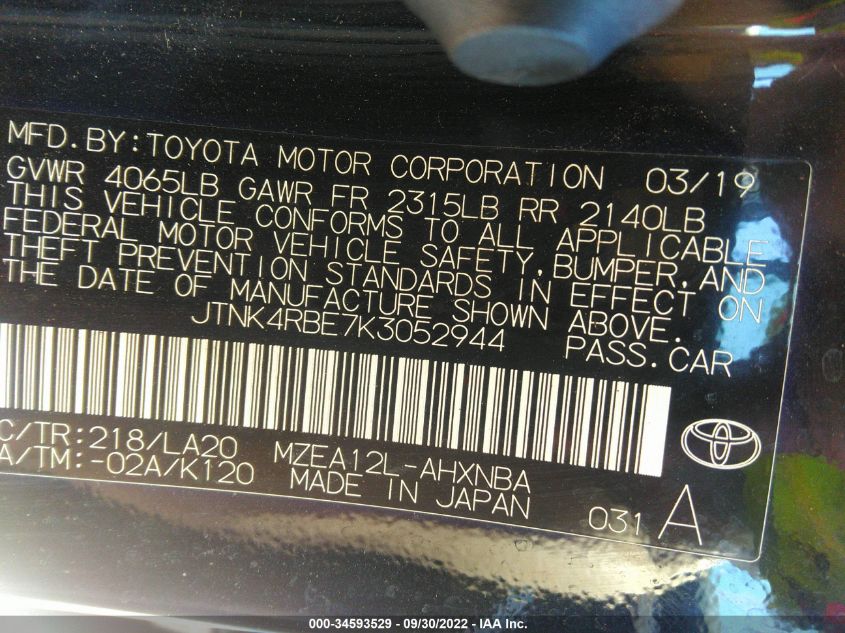 MFD.BY:TOYOTA MOTOR CORPORATION 03/19
GVWR 4065LB GAWR FR 2315LB RR 2140LB
THIS VEHICLE CONFORMS TO ALL APPLICABLE
FEDERAL MOTOR VEHICLE SAFETY,BUMPER,AND
THEFT PREVENTION STANDARDS IN EFFECT ON
THE DATE OF MANUFACTURE SHOWN ABOVE.
JTNK4RBE7K3052944 PASS.CAR
C/TR:218/LA20 MZEA12L-AHXNBA
A/TM:-02A/K120 MADE IN JAPAN
031 A
000-34593529 - 09/30/2022 - IAA Inc.